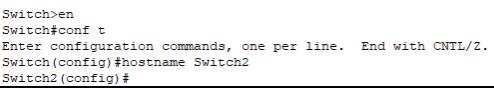 Switch>en
Switch#conf t
Enter configuration commands, one per line.  End with CNTL/Z.
Switch(config)#hostname Switch2
Switch2(config)#